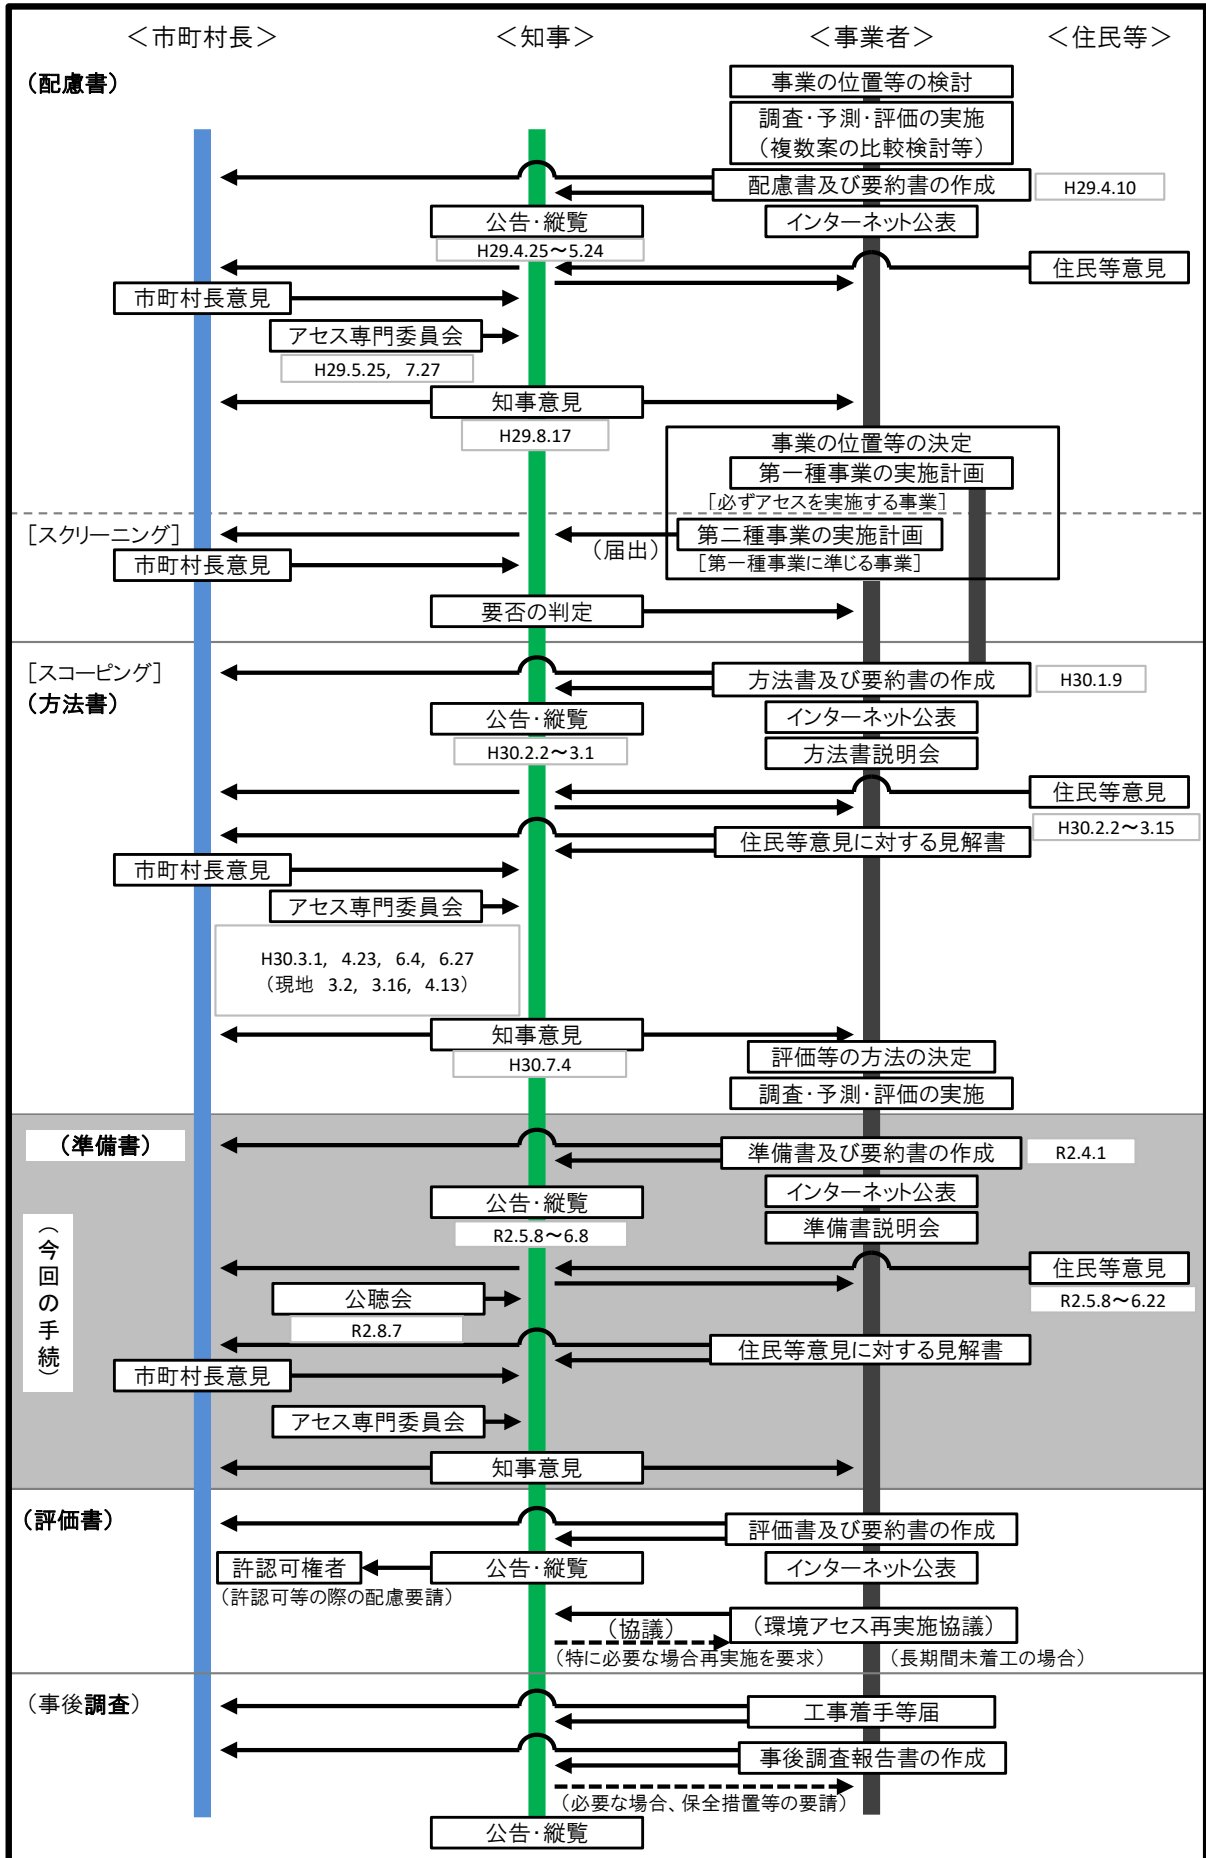 ＜市町村長＞
＜知事＞
＜事業者＞
＜住民等＞
（配慮書）
事業の位置等の検討
調査・予測・評価の実施
（複数案の比較検討等）
配慮書及び要約書の作成
H29.4.10
公告・縦覧
インターネット公表
H29.4.25～5.24
住民等意見
市町村長意見
アセス専門委員会
H29.5.25, 7.27
知事意見
H29.8.17
事業の位置等の決定
第一種事業の実施計画
［必ずアセスを実施する事業］
［スクリーニング］
第二種事業の実施計画
（届出）
市町村長意見
［第一種事業に準じる事業］
要否の判定
［スコーピング］
（方法書）
方法書及び要約書の作成
H30.1.9
公告・縦覧
インターネット公表
H30.2.2～3.1
方法書説明会
住民等意見
H30.2.2～3.15
住民等意見に対する見解書
市町村長意見
アセス専門委員会
H30.3.1, 4.23, 6.4, 6.27
（現地 3.2, 3.16, 4.13）
知事意見
H30.7.4
評価等の方法の決定
調査・予測・評価の実施
（準備書）
準備書及び要約書の作成
R2.4.1
公告・縦覧
インターネット公表
R2.5.8～6.8
準備書説明会
（今回の手続）
住民等意見
公聴会
R2.5.8～6.22
R2.8.7
住民等意見に対する見解書
市町村長意見
アセス専門委員会
知事意見
（評価書）
評価書及び要約書の作成
許認可権者
公告・縦覧
インターネット公表
（許認可等の際の配慮要請）
（協議）
（環境アセス再実施協議）
（特に必要な場合再実施を要求）
（長期間未着工の場合）
（事後調査）
工事着手等届
事後調査報告書の作成
（必要な場合、保全措置等の要請）
公告・縦覧